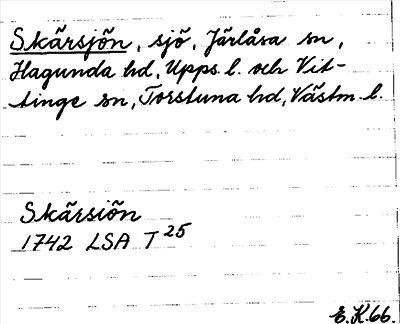 Skärsjön, sjö, Järlåsa sn,
Hagunda hd, Upps. l. och Vit-
tinge sn, Torstuna hd, Västm. l.
Skärsiön
1742 LSA T 25
E.K.66.